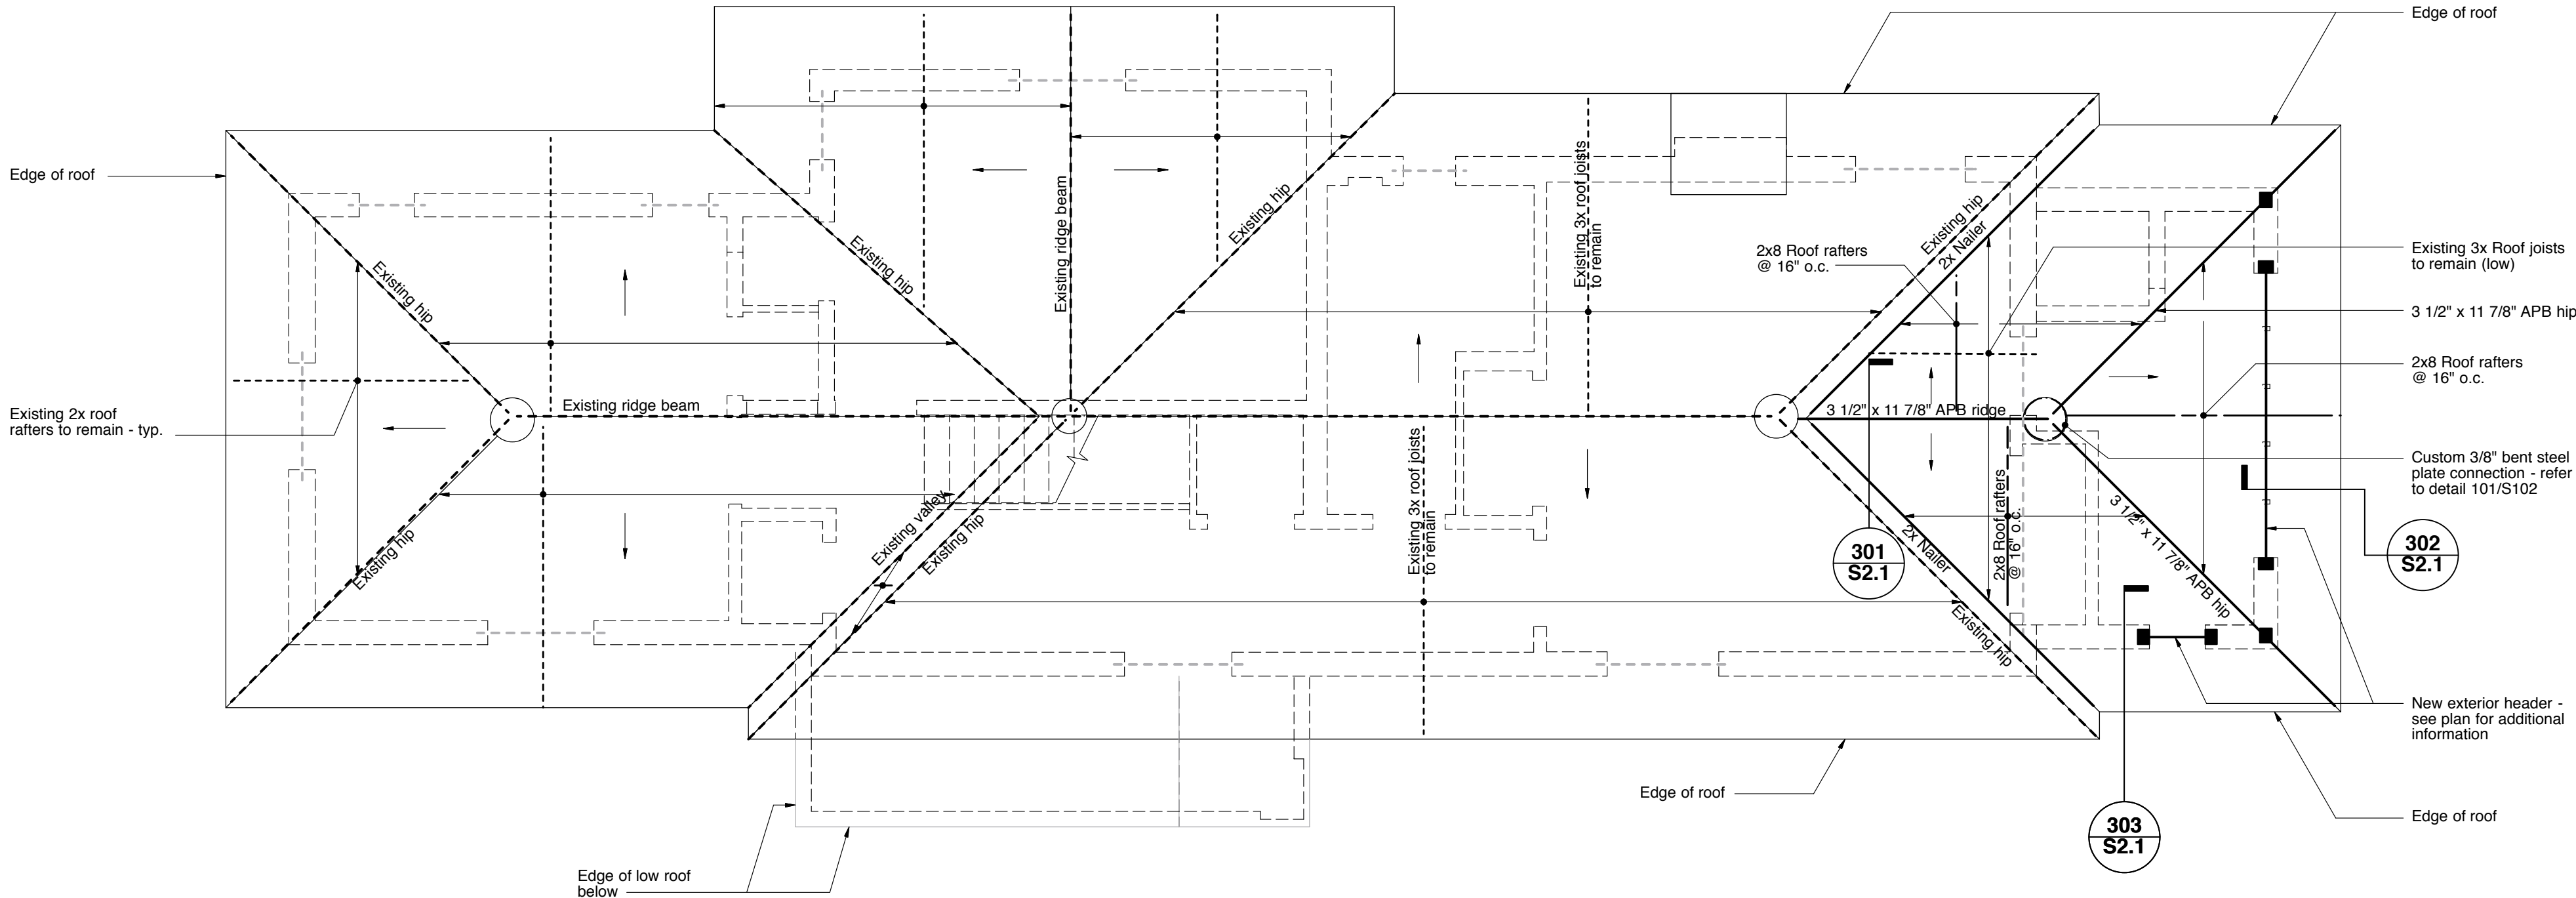 Edge of roof
Edge of roof
Existing ridge beam
Existing hip
Existing hip
Existing hip
Existing 3x roof joists
to remain
Existing hip
2x Nailer
2x8 Roof rafters
@ 16" o.c.
Existing 3x Roof joists
to remain (low)
3 1/2" x 11 7/8" APB hip
2x8 Roof rafters
@ 16" o.c.
Existing 2x roof
rafters to remain - typ.
Existing ridge beam
3 1/2" x 11 7/8" APB ridge
Custom 3/8" bent steel
plate connection - refer
to detail 101/S102
Existing hip
Existing valley
Existing hip
Existing 3x roof joists
to remain
301
S2.1
2x Nailer
2x8 Roof rafters
@ 16" o.c.
3 1/2" x 11 7/8" APB hip
302
S2.1
Existing hip
New exterior header -
see plan for additional
information
Edge of roof
303
S2.1
Edge of roof
Edge of low roof
below